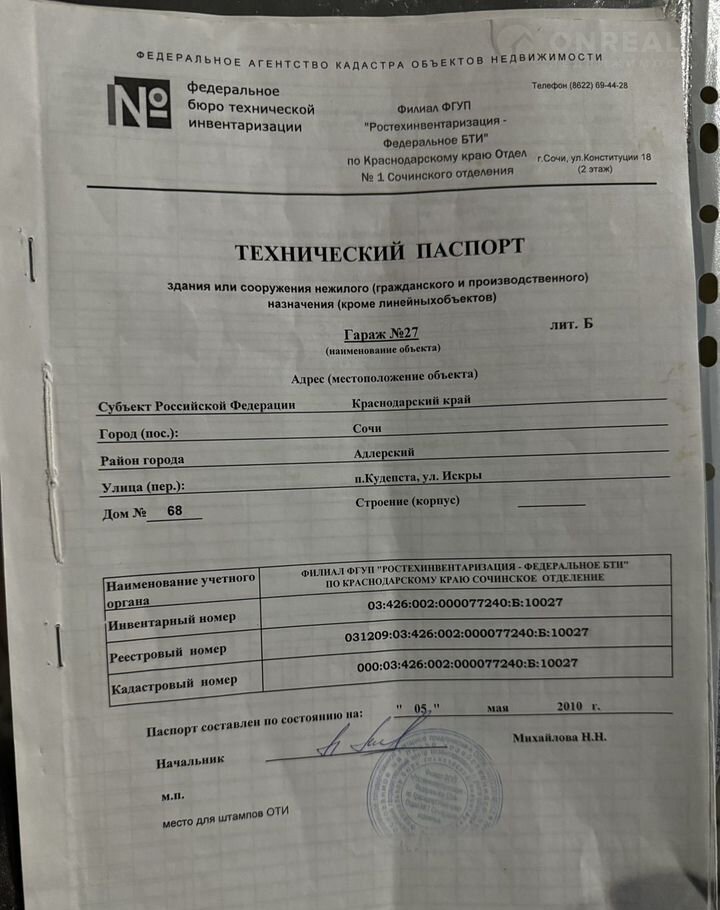 ONREAL
ФЕДЕРАЛЬНОЕ АГЕНТСТВО КАДАСТРА ОБЪЕКТОВ НЕДВИЖИМОСТИ
№
федеральное
бюро технической
инвентаризации
Филиал ФГУП
"Ростехинвентаризация -
Федеральное БТИ"
по Краснодарскому краю Отдел
№ 1 Сочинского отделения
Телефон (8622) 69-44-28
г.Сочи, ул.Конституции 18
(2 этаж)
ТЕХНИЧЕСКИЙ ПАСПОРТ
здания или сооружения нежилого (гражданского и производственного)
назначения (кроме линейныхобъектов)
Гараж №27
лит. Б
(наименование объекта)
Адрес (местоположение объекта)
Субъект Российской Федерации Краснодарский край
Город (пос.): Сочи
Район города Адлерский
Улица (пер.): п.Кудепста, ул. Искры
Дом № 68 Строение (корпус)
Наименование учетного
органа
ФИЛИАЛ ФГУП "РОСТЕХИНВЕНТАРИЗАЦИЯ - ФЕДЕРАЛЬНОЕ БТИ"
ПО КРАСНОДАРСКОМУ КРАЮ СОЧИНСКОЕ ОТДЕЛЕНИЕ
Инвентарный номер 03:426:002:000077240:Б:10027
Реестровый номер 031209:03:426:002:000077240:Б:10027
Кадастровый номер 000:03:426:002:000077240:Б:10027
Паспорт составлен по состоянию на: " 05 " мая 2010 г.
Начальник Михайлова Н.Н.
м.п.
место для штампов ОТИ